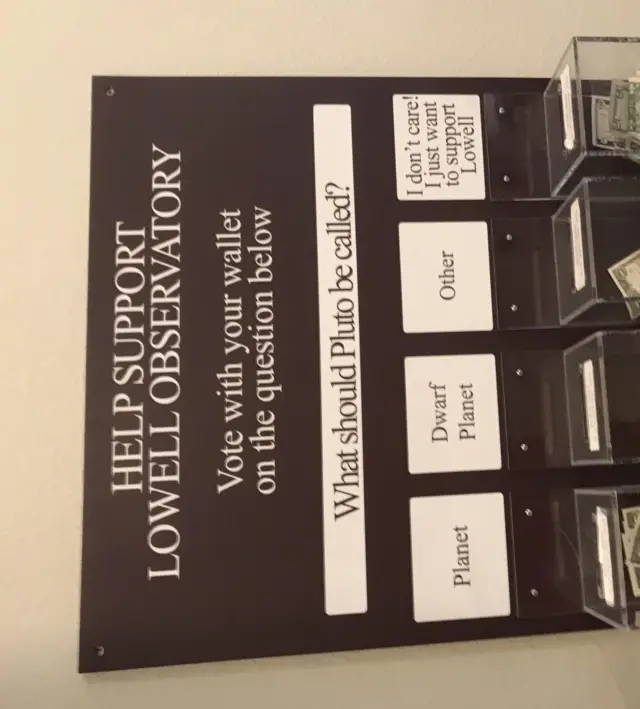 HELP SUPPORT
LOWELL OBSERVATORY
Vote with your wallet
on the question below
What should Pluto be called?
Planet
Dwarf
Planet
Other
I don't care!
I just want
to support
Lowell